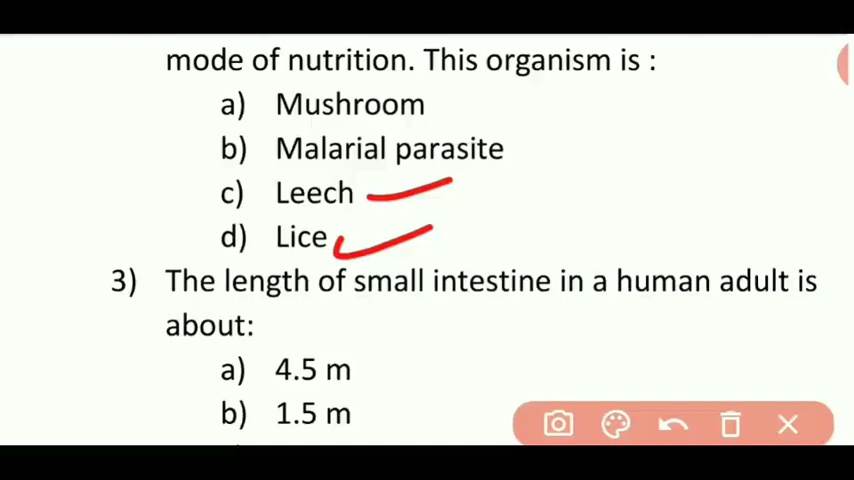 mode of nutrition. This organism is :
a) Mushroom
b) Malarial parasite
c) Leech
d) Lice
3) The length of small intestine in a human adult is
about:
a) 4.5 m
b) 1.5 m